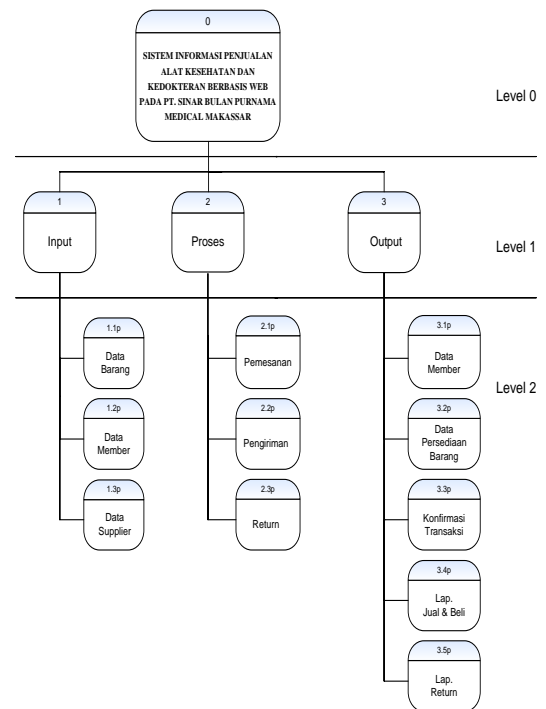 0
SISTEM INFORMASI PENJUALAN
ALAT KESEHATAN DAN
KEDOKTERAN BERBASIS WEB
PADA PT. SINAR BULAN PURNAMA
MEDICAL MAKASSAR
Level 0
1
Input
2
Proses
3
Output
Level 1
Level 2
1.1p
Data
Barang
1.2p
Data
Member
1.3p
Data
Supplier
2.1p
Pemesanan
2.2p
Pengiriman
2.3p
Return
3.1p
Data
Member
3.2p
Data
Persediaan
Barang
3.3p
Konfirmasi
Transaksi
3.4p
Lap.
Jual & Beli
3.5p
Lap.
Return